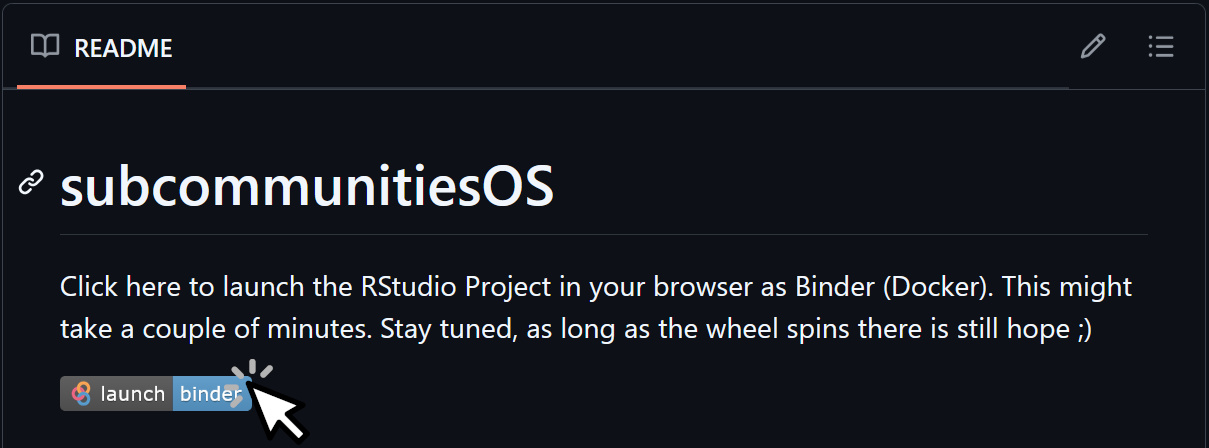 README
subcommunitiesOS
Click here to launch the RStudio Project in your browser as Binder (Docker). This might
take a couple of minutes. Stay tuned, as long as the wheel spins there is still hope ;)
launch binder